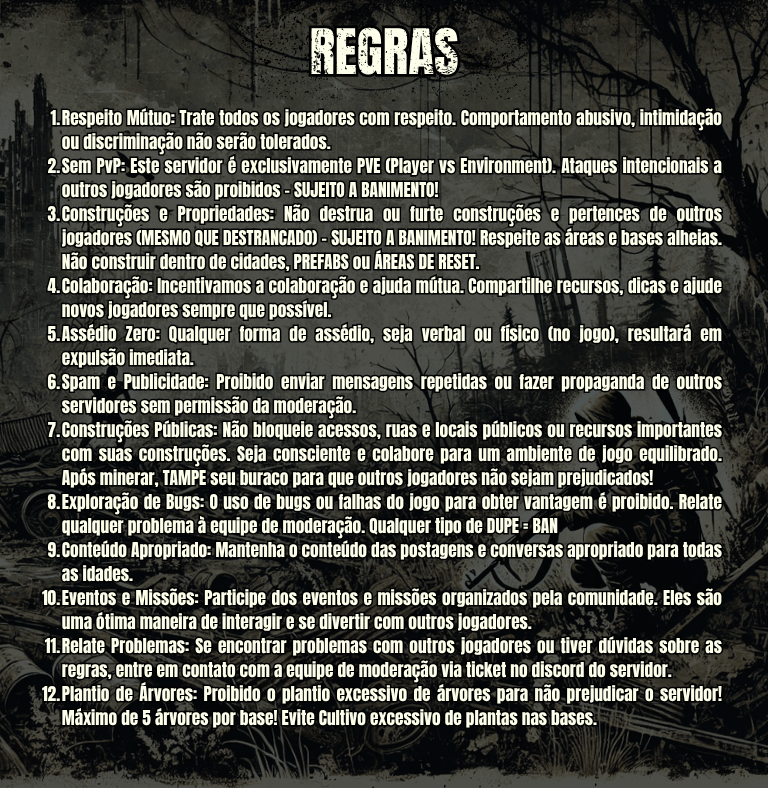 REGRAS
1. Respeito Mútuo: Trate todos os jogadores com respeito. Comportamento abusivo, intimidação
ou discriminação não serão tolerados.
2. Sem PvP: Este servidor é exclusivamente PVE (Player vs Environment). Ataques intencionais a
outros jogadores são proibidos - SUJEITO A BANIMENTO!
3. Construções e Propriedades: Não destrua ou furte construções e pertences de outros
jogadores (MESMO QUE DESTRANCADO) - SUJEITO A BANIMENTO! Respeite as áreas e bases alheias.
Não construir dentro de cidades, PREFABS ou ÁREAS DE RESET.
4. Colaboração: Incentivamos a colaboração e ajuda mútua. Compartilhe recursos, dicas e ajude
novos jogadores sempre que possível.
5. Assédio Zero: Qualquer forma de assédio, seja verbal ou físico (no jogo), resultará em
expulsão imediata.
6. Spam e Publicidade: Proibido enviar mensagens repetidas ou fazer propaganda de outros
servidores sem permissão da moderação.
7. Construções Públicas: Não bloqueie acessos, ruas e locais públicos ou recursos importantes
com suas construções. Seja consciente e colabore para um ambiente de jogo equilibrado.
Após minerar, TAMPE seu buraco para que outros jogadores não sejam prejudicados!
8. Exploração de Bugs: O uso de bugs ou falhas do jogo para obter vantagem é proibido. Relate
qualquer problema à equipe de moderação. Qualquer tipo de DUPE = BAN
9. Conteúdo Apropriado: Mantenha o conteúdo das postagens e conversas apropriado para todas
as idades.
10. Eventos e Missões: Participe dos eventos e missões organizados pela comunidade. Eles são
uma ótima maneira de interagir e se divertir com outros jogadores.
11. Relate Problemas: Se encontrar problemas com outros jogadores ou tiver dúvidas sobre as
regras, entre em contato com a equipe de moderação via ticket no discord do servidor.
12. Plantio de Árvores: Proibido o plantio excessivo de árvores para não prejudicar o servidor!
Máximo de 5 árvores por base! Evite Cultivo excessivo de plantas nas bases.